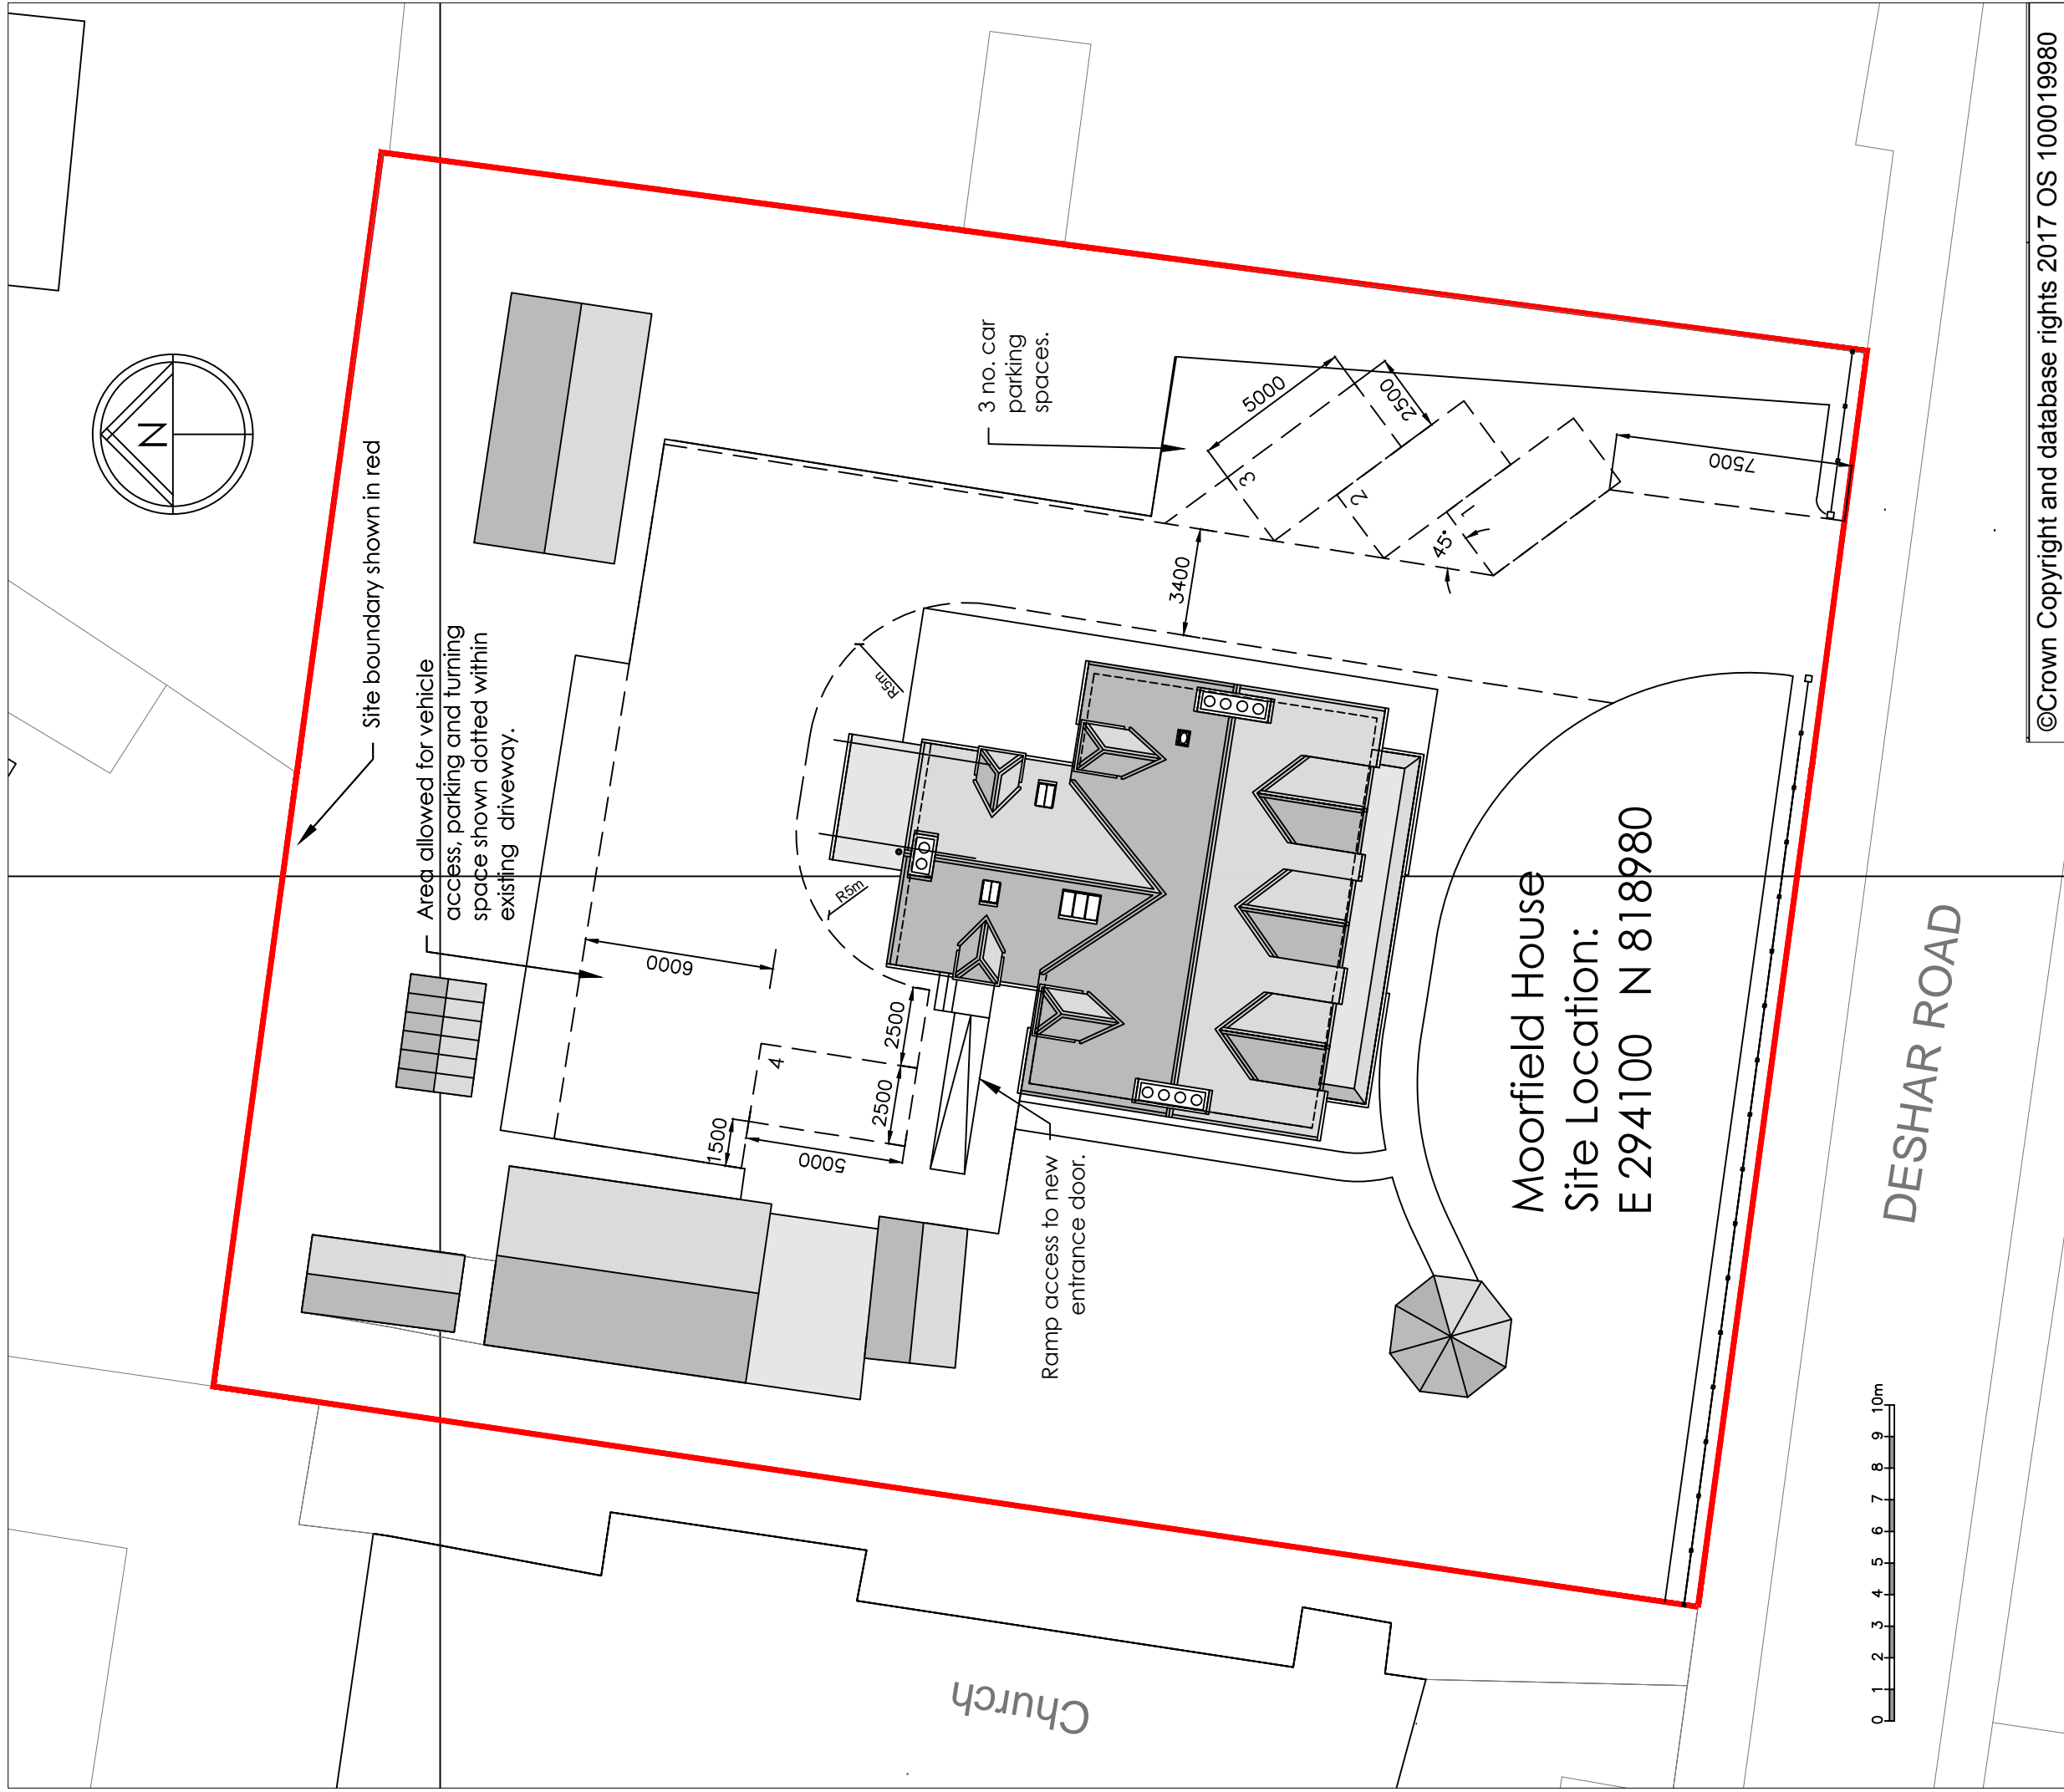 N
Site boundary shown in red
Area allowed for vehicle
access, parking and turning
space shown dotted within
existing driveway.
3 no. car
parking
spaces.
5000
2500
3
2
1
45°
7500
3400
R5m
R5m
6000
4
2500
2500
1500
5000
Ramp access to new
entrance door.
Moorfield House
Site Location:
E 294100 N 818980
DESHAR ROAD
Church
0 1 2 3 4 5 6 7 8 9 10m
©Crown Copyright and database rights 2017 OS 100019980